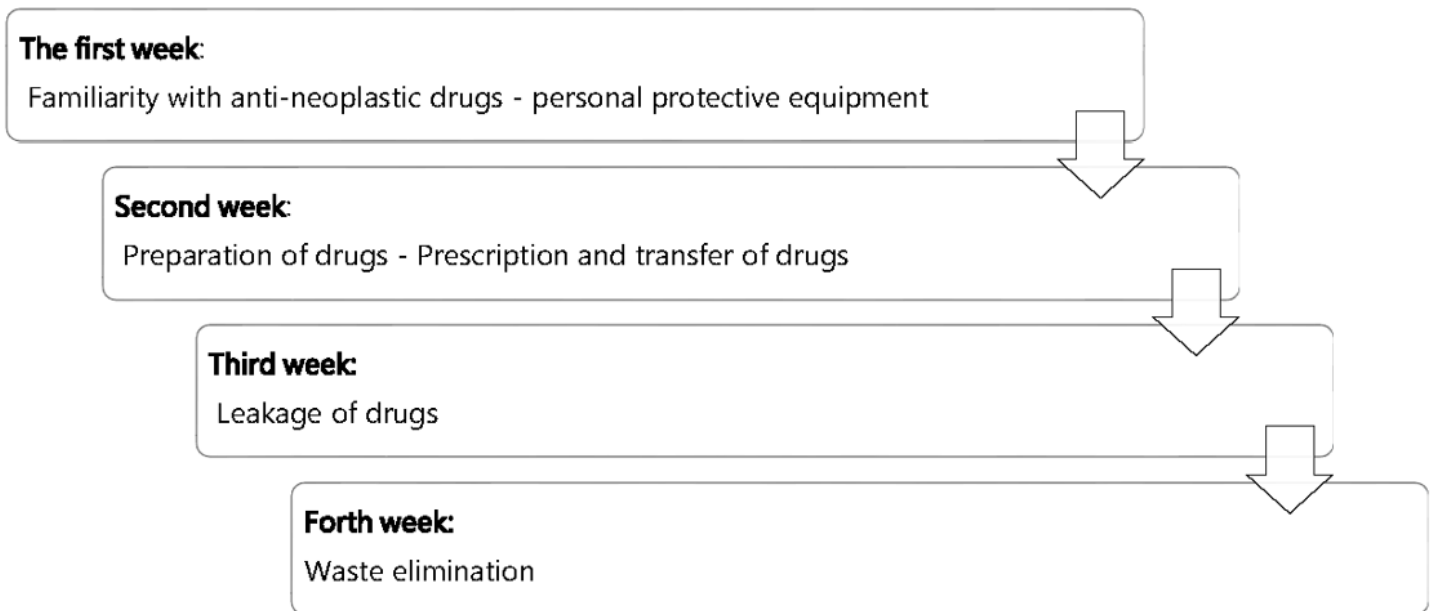 The first week:
Familiarity with anti-neoplastic drugs - personal protective equipment
Second week:
Preparation of drugs - Prescription and transfer of drugs
Third week:
Leakage of drugs
Forth week:
Waste elimination